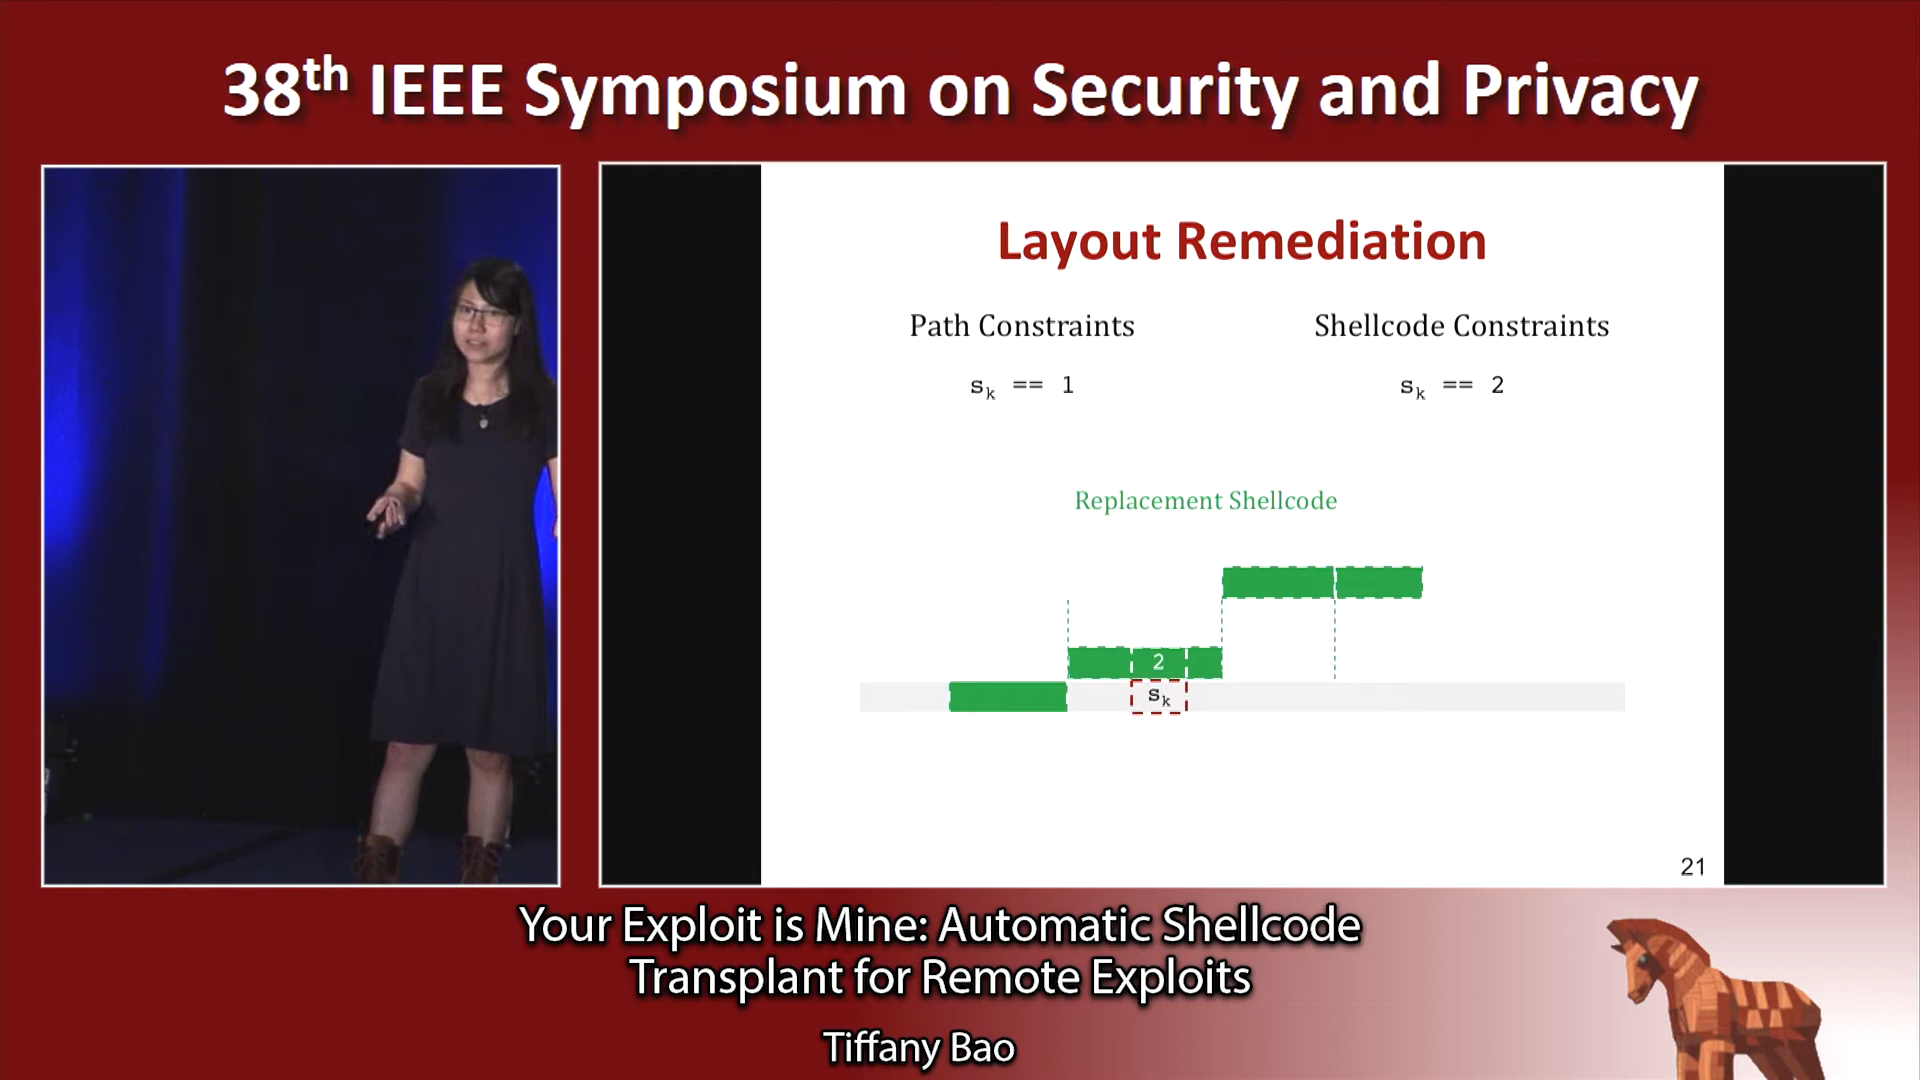 38th IEEE Symposium on Security and Privacy
Layout Remediation
Path Constraints
Shellcode Constraints
sk == 1
sk == 2
Replacement Shellcode
2
sk
21
Your Exploit is Mine: Automatic Shellcode
Transplant for Remote Exploits
Tiffany Bao